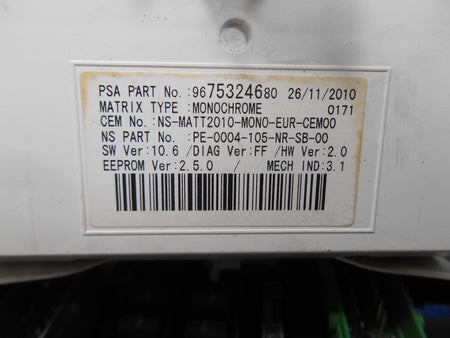 PSA PART No.:9675324680 26/11/2010
MATRIX TYPE :MONOCHROME 0171
CEM No.:NS-MATT2010-MONO-EUR-CEM00
NS PART No.:PE-0004-105-NR-SB-00
SW Ver:10.6 /DIAG Ver:FF /HW Ver:2.0
EEPROM Ver:2.5.0 / MECH IND:3.1